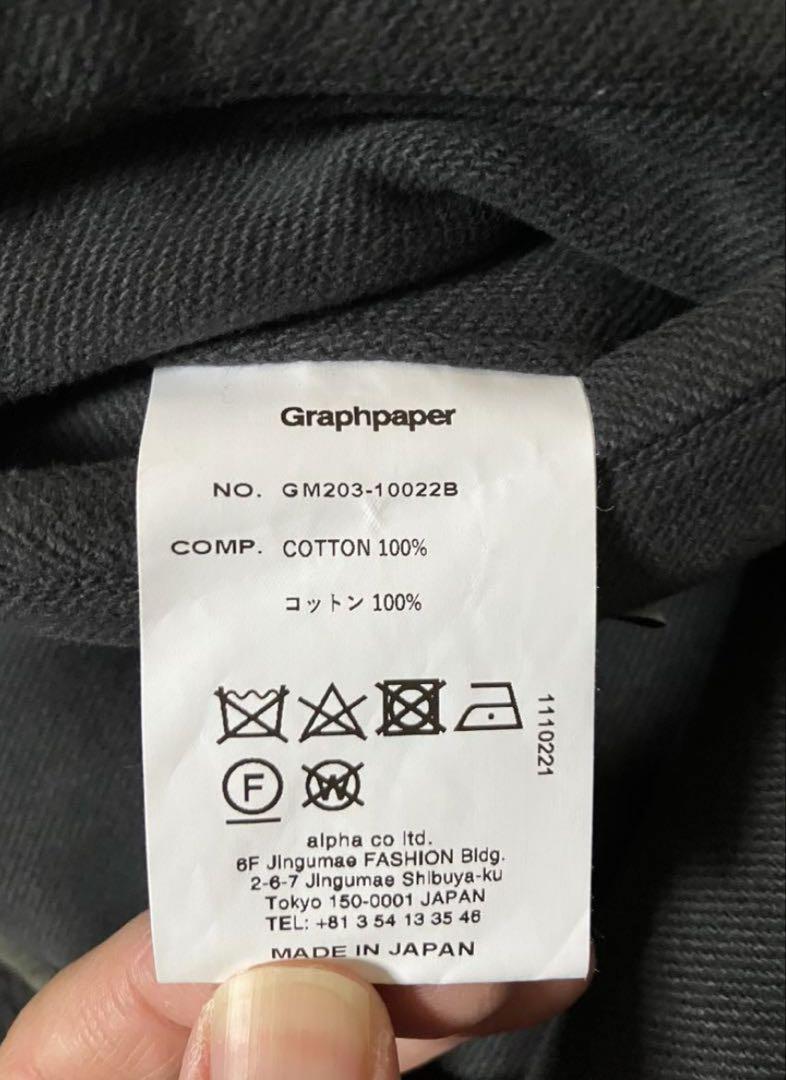 Graphpaper
NO. GM203-10022B
COMP. COTTON 100%
コットン 100%
1110221
F
W
alpha co ltd.
6F Jingumae FASHION Bldg.
2-6-7 Jingumae Shibuya-ku
Tokyo 150-0001 JAPAN
TEL: +81 3 54 13 35 46
MADE IN JAPAN